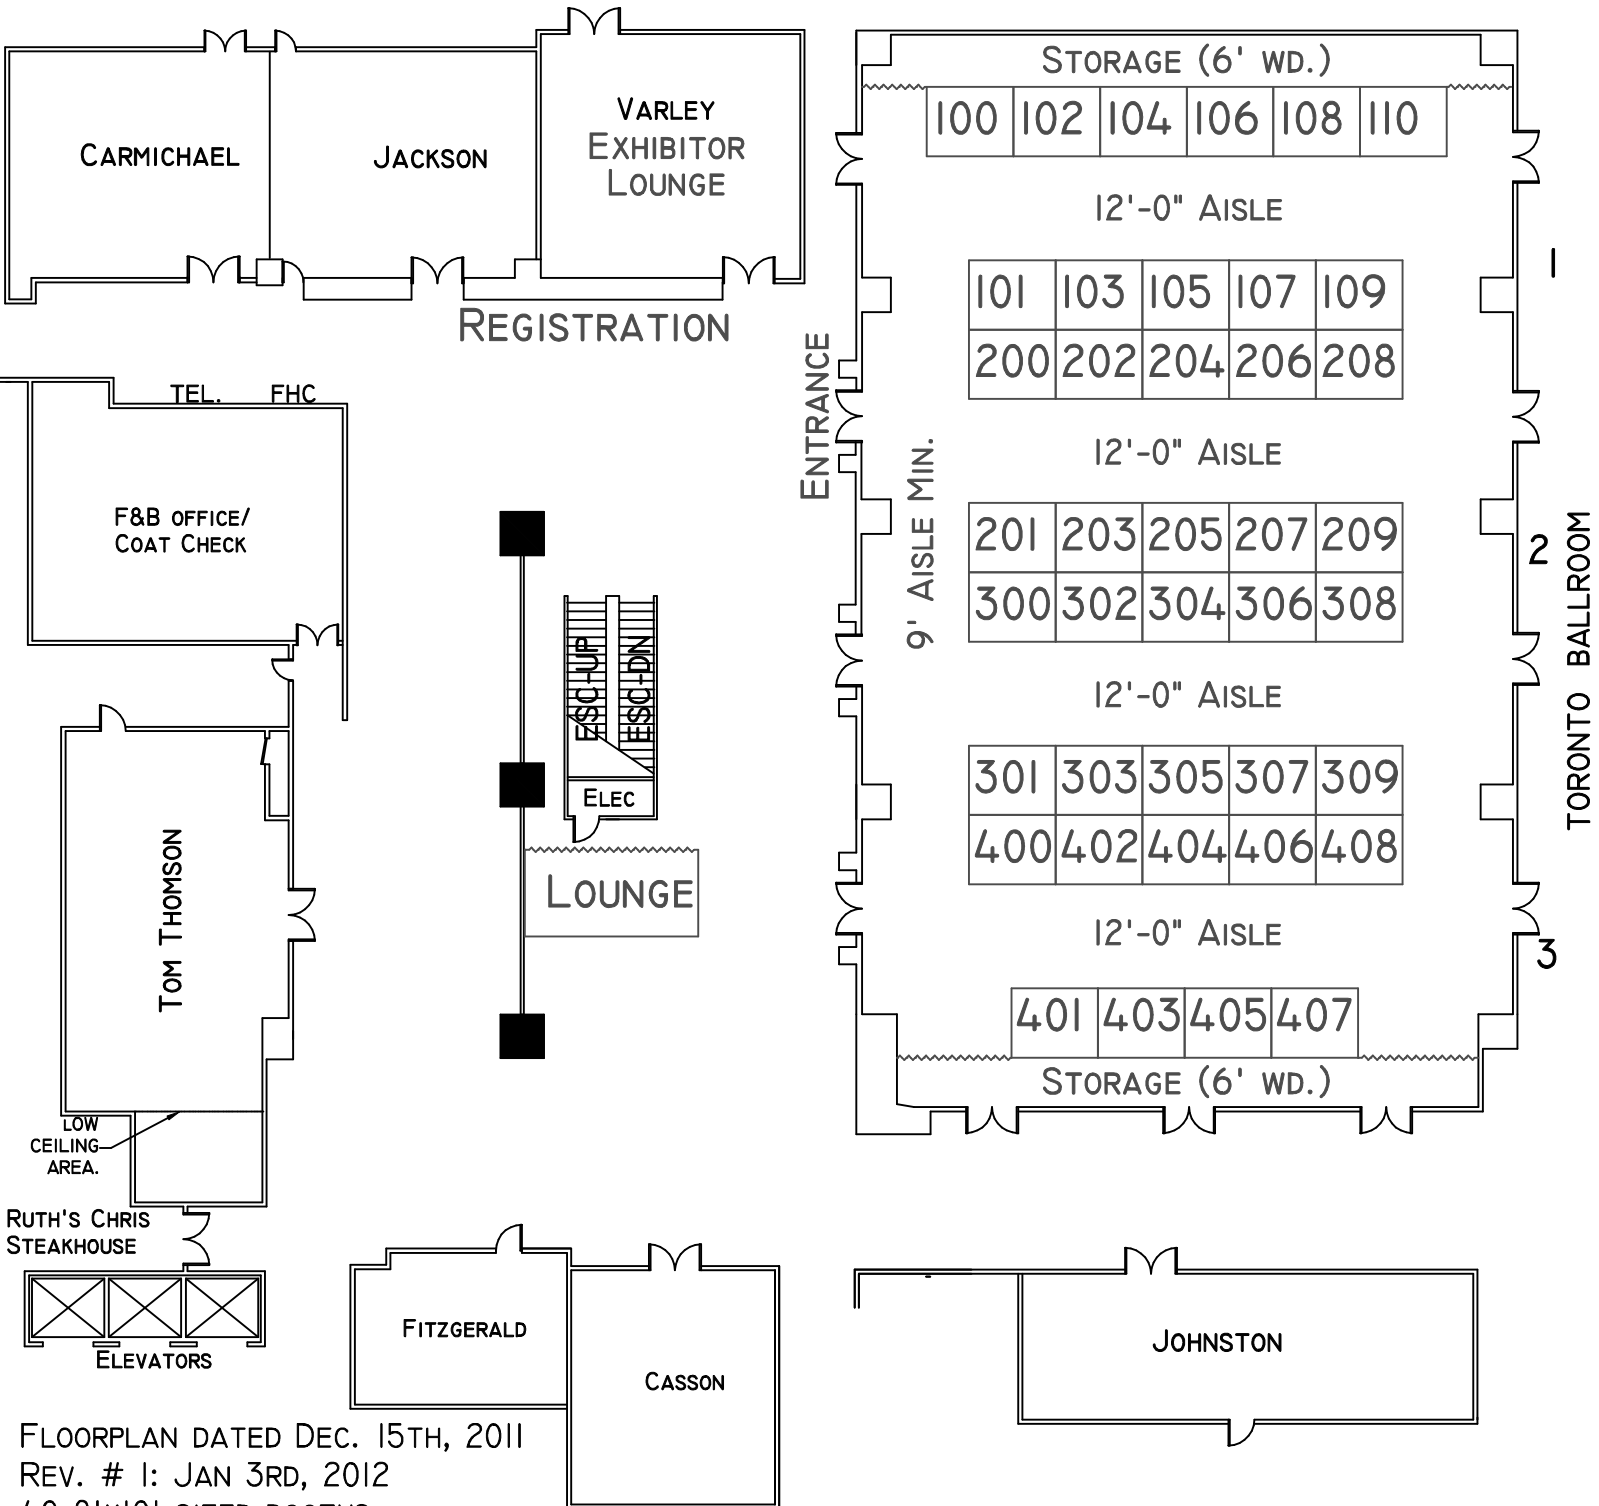 STORAGE (6' WD.)
100 102 104 106 108 110
VARLEY
EXHIBITOR
LOUNGE
CARMICHAEL
JACKSON
12'-0" AISLE
1
101 103 105 107 109
REGISTRATION
200 202 204 206 208
ENTRANCE
TEL. FHC
12'-0" AISLE
9' AISLE MIN.
F&B OFFICE/
COAT CHECK
201 203 205 207 209
2
TORONTO BALLROOM
300 302 304 306 308
ESC-UP
ESC-DN
12'-0" AISLE
301 303 305 307 309
ELEC
400 402 404 406 408
LOUNGE
TOM THOMSON
12'-0" AISLE
3
401 403 405 407
STORAGE (6' WD.)
LOW
CEILING
AREA.
RUTH'S CHRIS
STEAKHOUSE
ELEVATORS
FITZGERALD
CASSON
JOHNSTON
FLOORPLAN DATED DEC. 15TH, 2011
REV. # 1: JAN 3RD, 2012